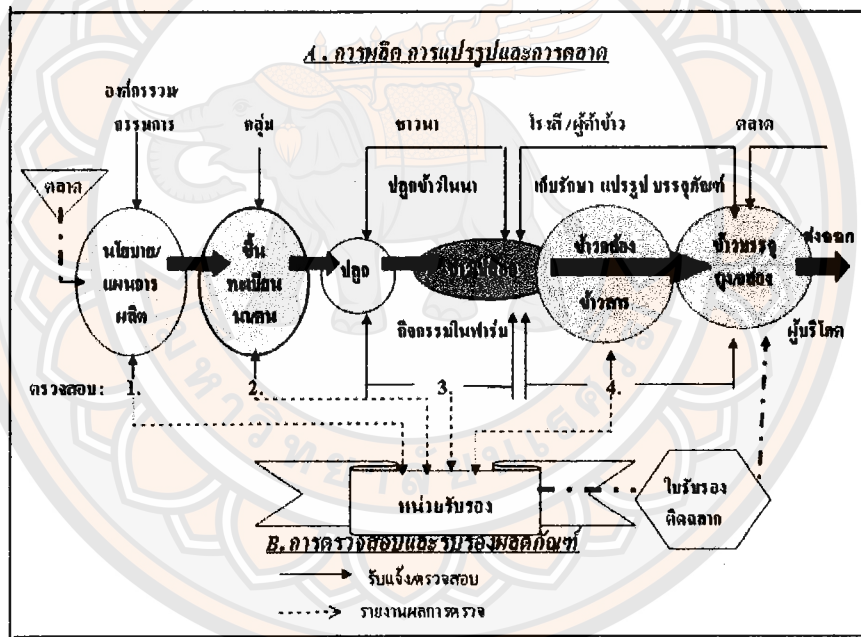 A. การผลิต การแปรรูปและการตลาด
องค์กรรวม/
กรรมการ
กลุ่ม
ชาวนา
โรงสี/ผู้ค้าข้าว
ตลาด
ตลาด
ปลูกข้าวในนา
เก็บรักษา แปรรูป บรรจุภัณฑ์
นโยบาย/
แผนการ
ผลิต
ขึ้น
ทะเบียน
ปลูก
ข้าวกล้อง
ข้าวสาร
ข้าวบรรจุ
ถุง/กล่อง
ส่งออก
ผู้บริโภค
กิจกรรมในฟาร์ม
ตรวจสอบ: 1. 2. 3. 4.
มหาวิทยาลัยนเรศวร
หน่วยรับรอง
ใบรับรอง
ติดฉลาก
B. การตรวจสอบและรับรองผลิตภัณฑ์
รับแจ้ง/ตรวจสอบ
รายงานผลการตรวจ